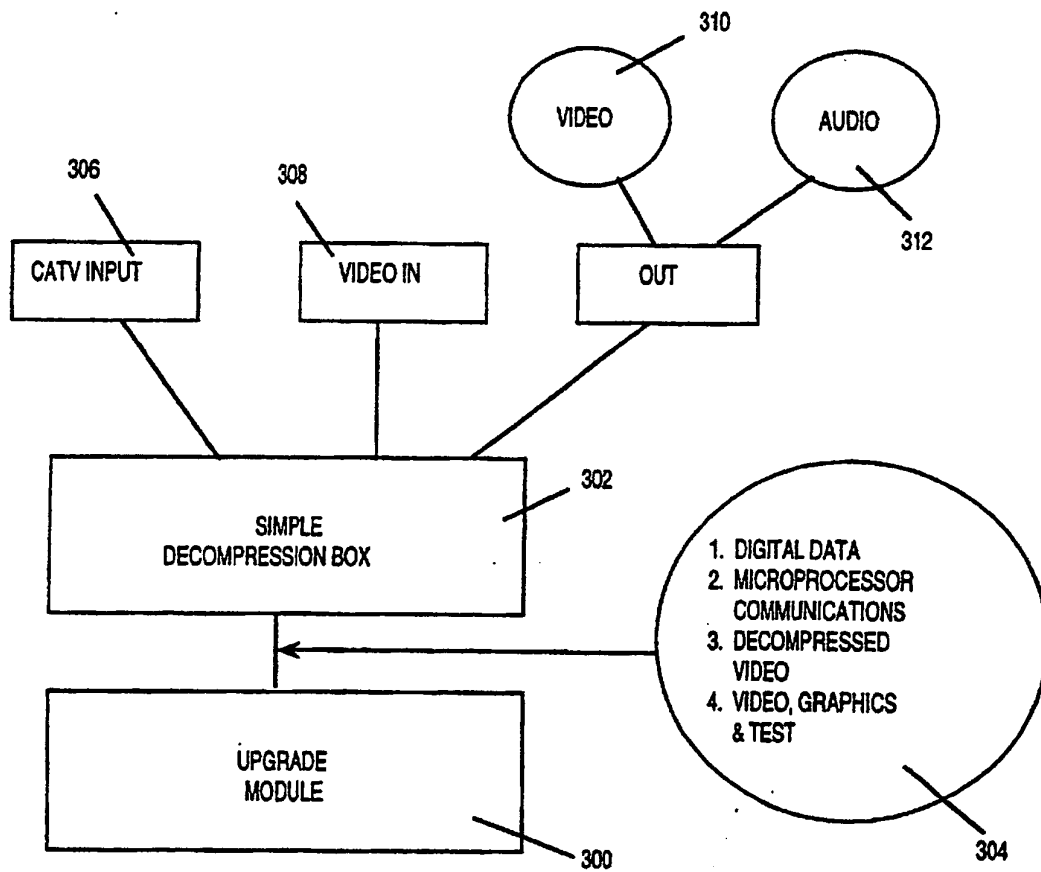 310
VIDEO
AUDIO
306
308
312
CATV INPUT
VIDEO IN
OUT
302
SIMPLE
DECOMPRESSION BOX
1. DIGITAL DATA
2. MICROPROCESSOR
COMMUNICATIONS
3. DECOMPRESSED
VIDEO
4. VIDEO, GRAPHICS
& TEST
UPGRADE
MODULE
300
304